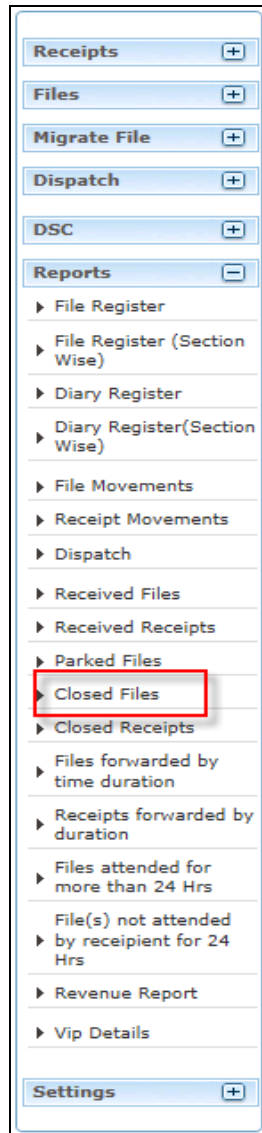 Receipts
Files
Migrate File
Dispatch
DSC
Reports
File Register
File Register (Section
Wise)
Diary Register
Diary Register(Section
Wise)
File Movements
Receipt Movements
Dispatch
Received Files
Received Receipts
Parked Files
Closed Files
Closed Receipts
Files forwarded by
time duration
Receipts forwarded by
duration
Files attended for
more than 24 Hrs
File(s) not attended
by receipient for 24
Hrs
Revenue Report
Vip Details
Settings